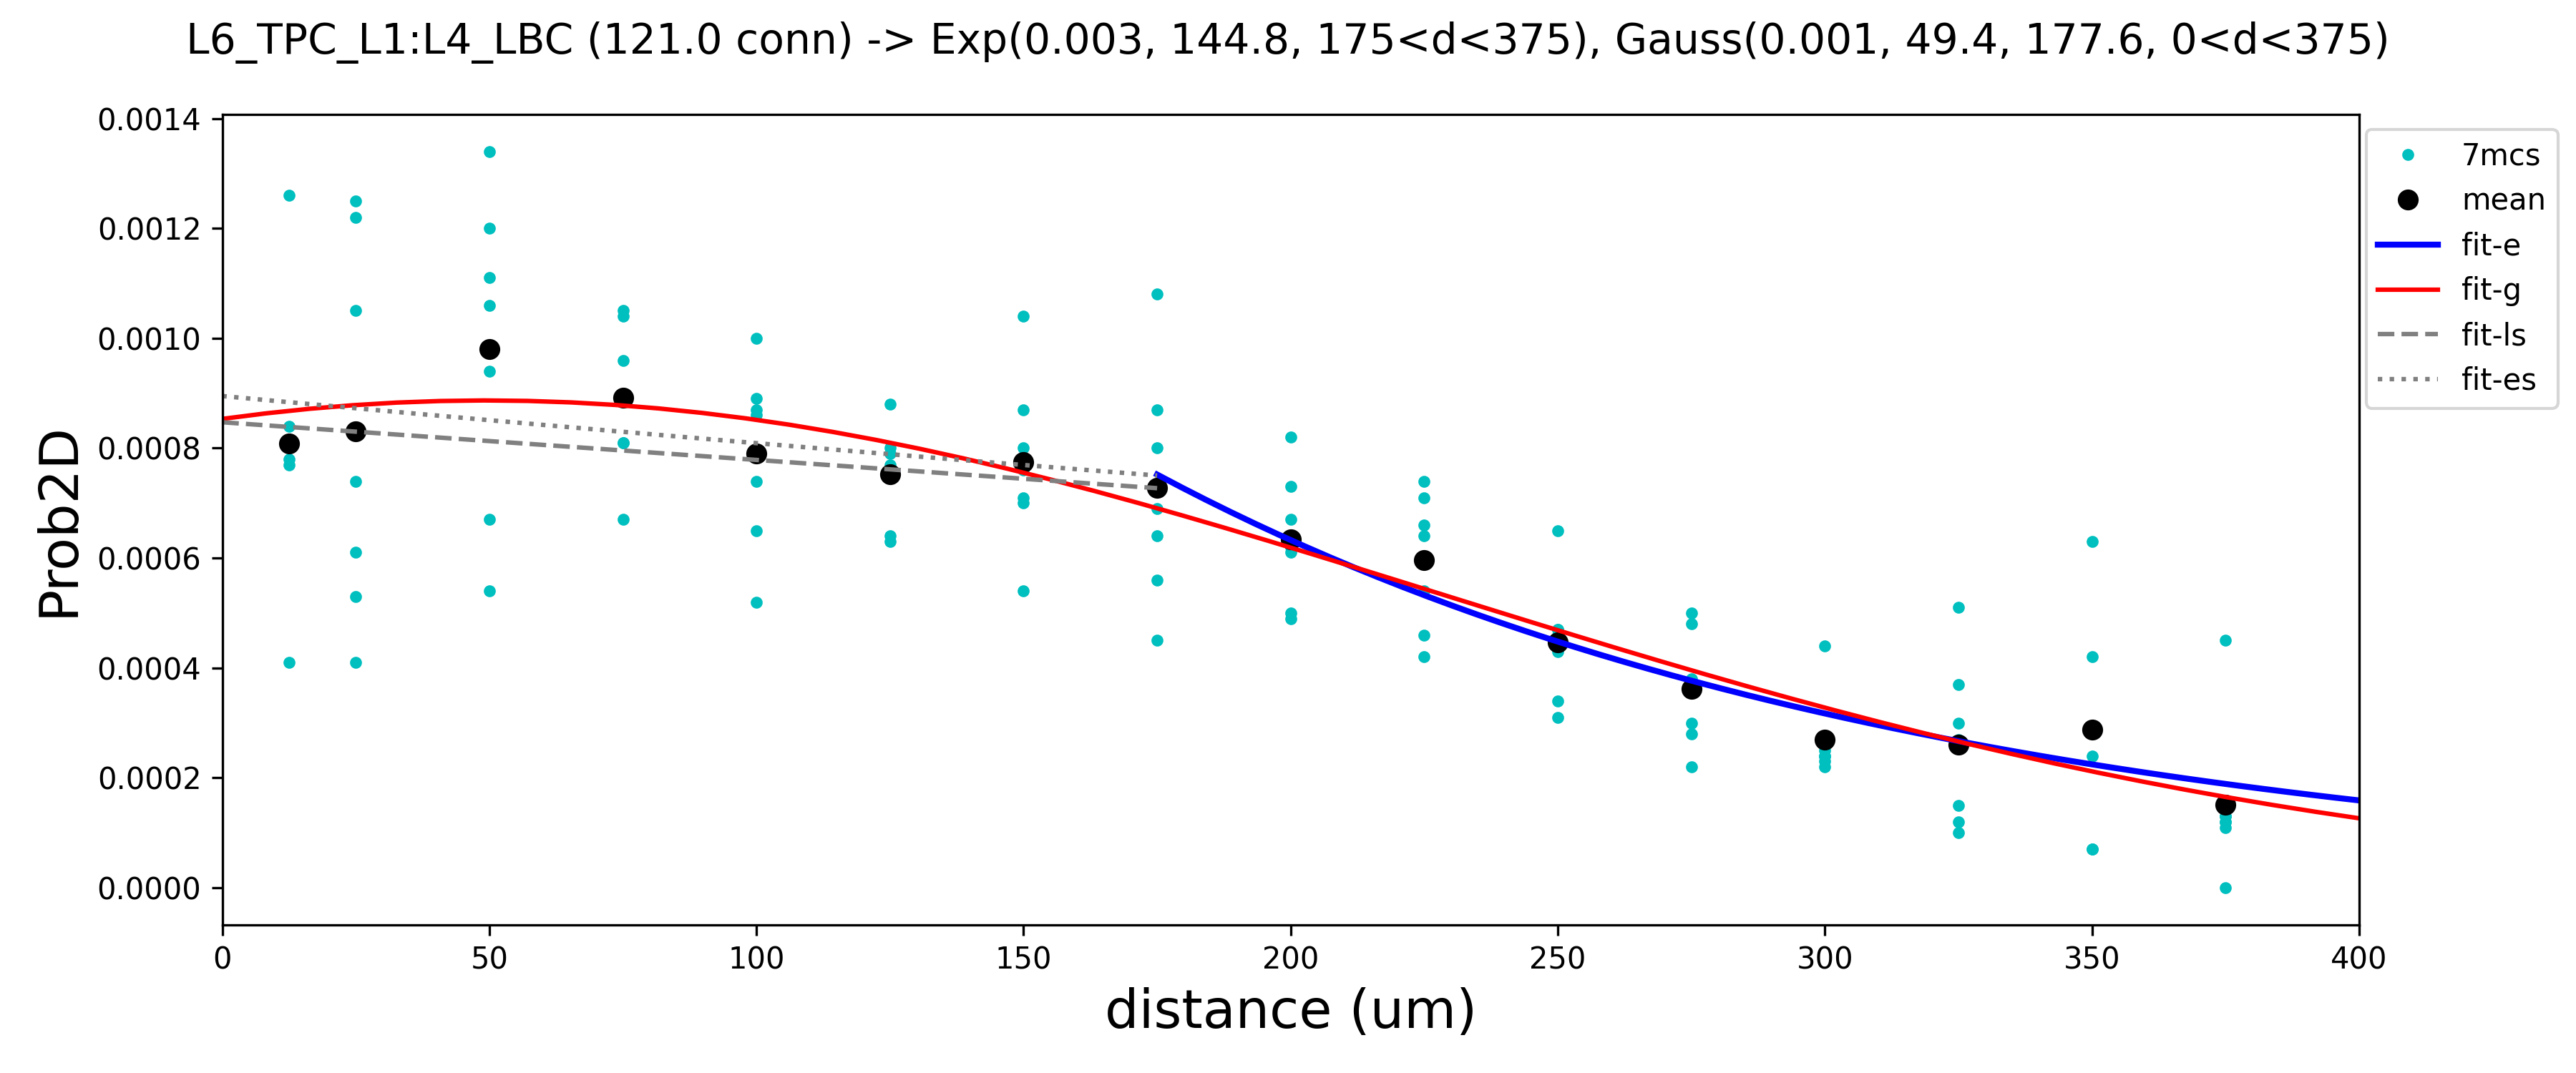 L6_TPC_L1:L4_LBC (121.0 conn) -> Exp(0.003, 144.8, 175<d<375), Gauss(0.001, 49.4, 177.6, 0<d<375)
0.0014
0.0012
0.0010
0.0008
0.0006
0.0004
0.0002
0.0000
Prob2D
0
50
100
150
200
250
300
350
400
distance (um)
7mcs
mean
fit-e
fit-g
fit-ls
fit-es